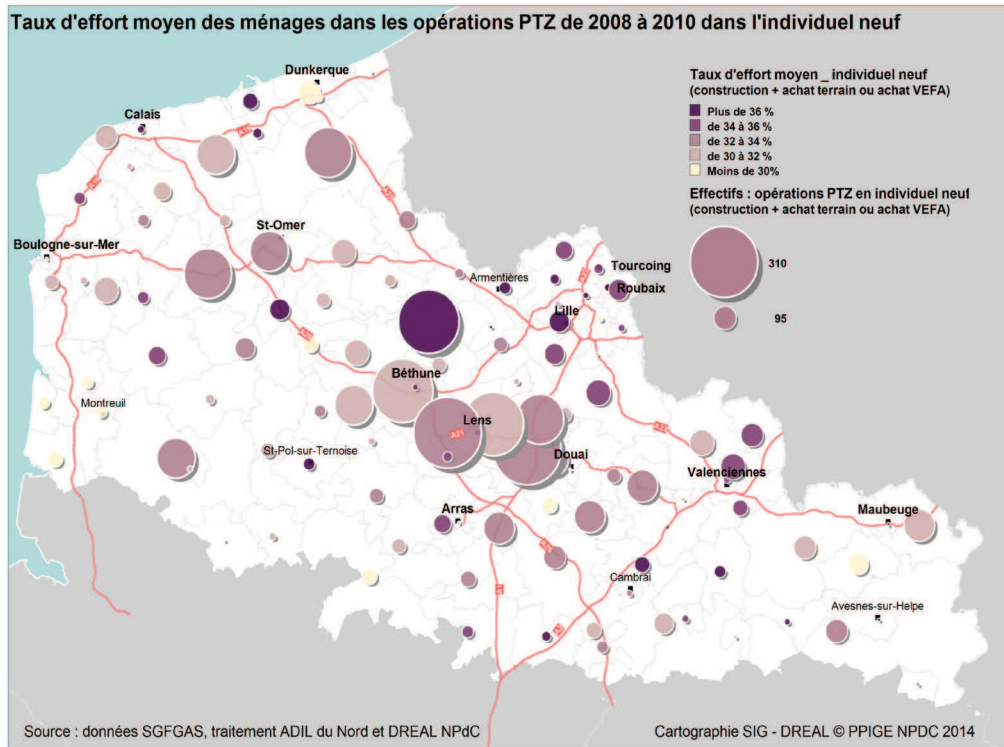 Taux d'effort moyen des ménages dans les opérations PTZ de 2008 à 2010 dans l'individuel neuf
Taux d'effort moyen _ individuel neuf
(construction + achat terrain ou achat VEFA)
Plus de 36 %
de 34 à 36 %
de 32 à 34 %
de 30 à 32 %
Moins de 30%
Effectifs : opérations PTZ en individuel neuf
(construction + achat terrain ou achat VEFA)
310
95
Dunkerque
Calais
St-Omer
Boulogne-sur-Mer
Armentières
Tourcoing
Roubaix
Lille
Béthune
Montreuil
Lens
A21
St-Pol-sur-Ternoise
Douai
Valenciennes
Arras
Maubeuge
Cambrai
Avesnes-sur-Helpe
Source : données SGFGAS, traitement ADIL du Nord et DREAL NPdC
Cartographie SIG - DREAL © PPIGE NPDC 2014